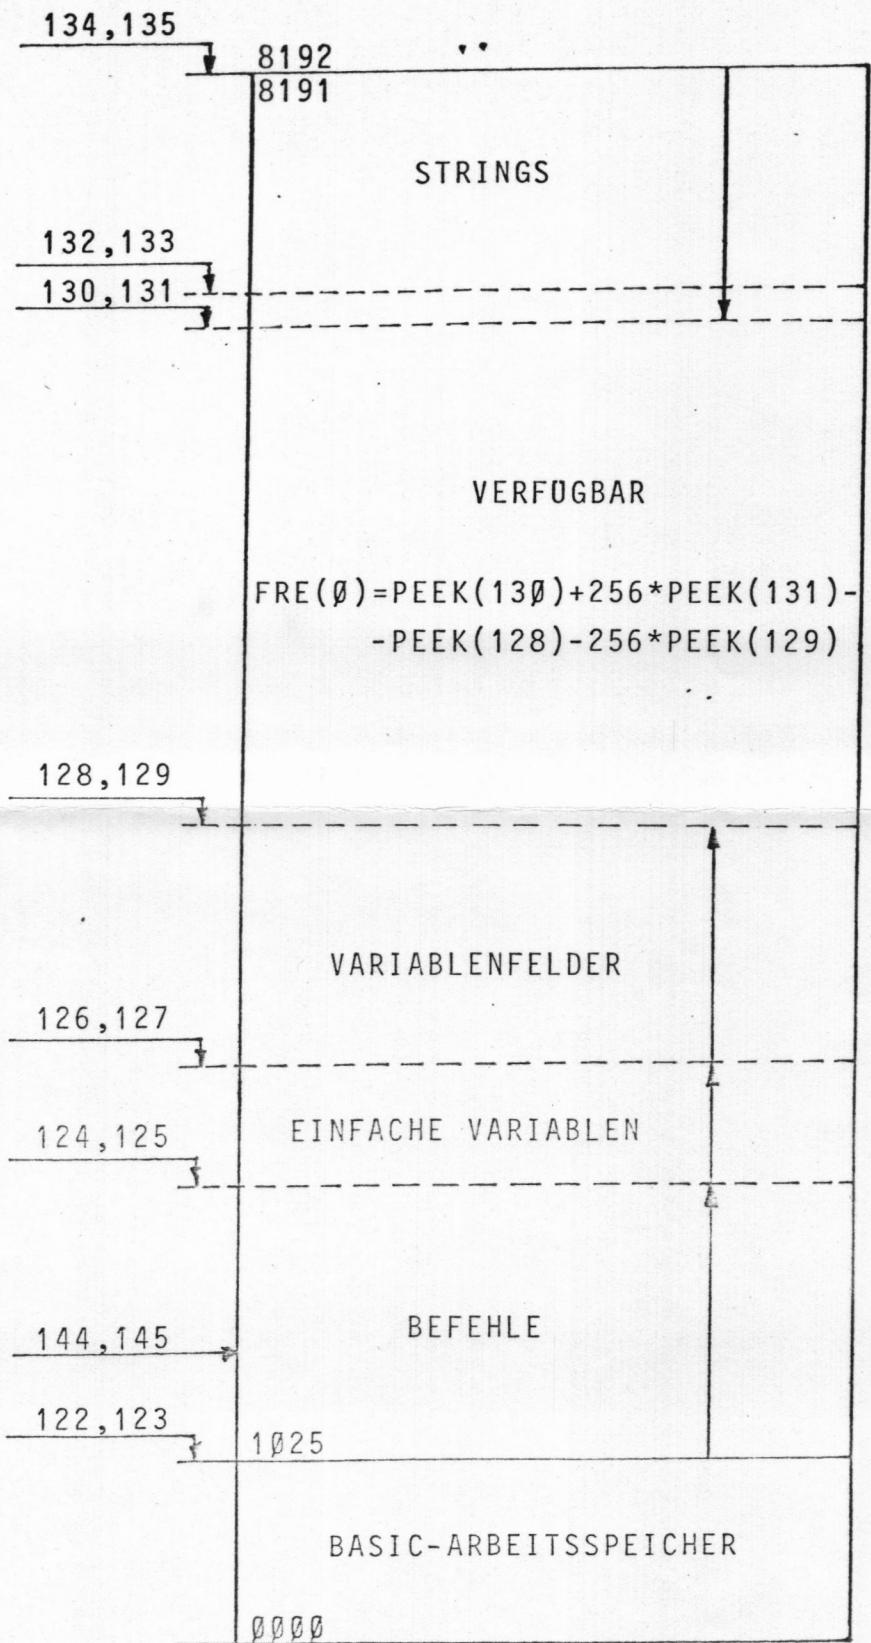 134,135
8192
8191
STRINGS
132,133
130,131
VERFÜGBAR
FRE(Ø)=PEEK(13Ø)+256*PEEK(131)-
-PEEK(128)-256*PEEK(129)
128,129
VARIABLENFELDER
126,127
EINFACHE VARIABLEN
124,125
BEFEHLE
144,145
122,123
1Ø25
BASIC-ARBEITSSPEICHER
ØØØØ